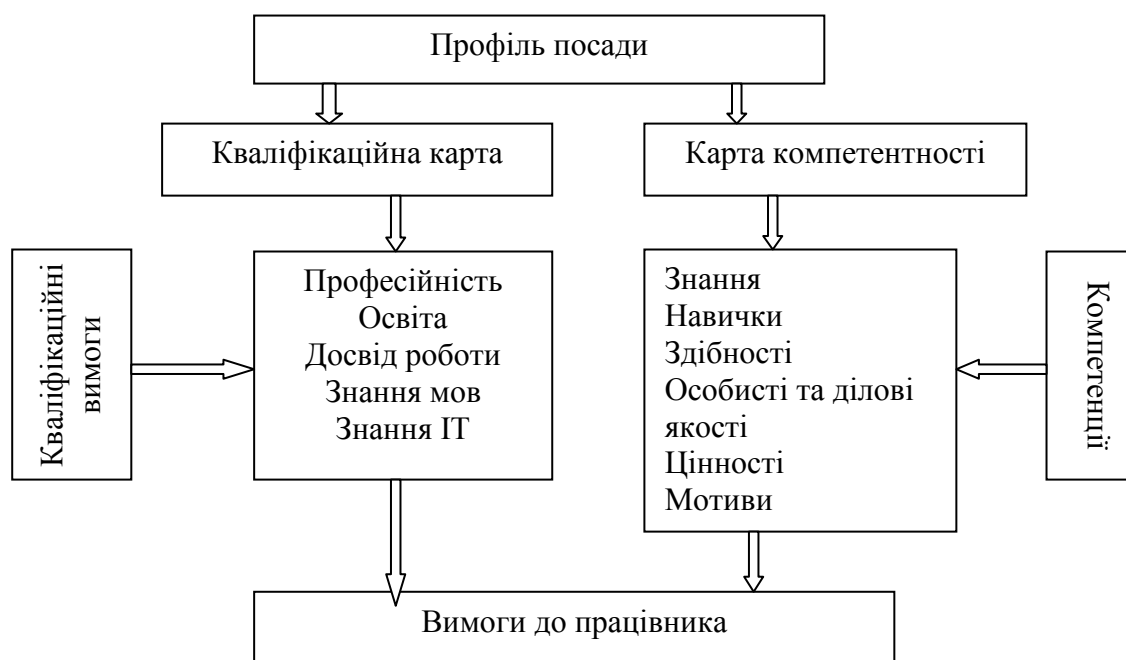 Профіль посади
Кваліфікаційна карта
Карта компетентності
Кваліфікаційні
вимоги
Професійність
Освіта
Досвід роботи
Знання мов
Знання ІТ
Знання
Навички
Здібності
Особисті та ділові
якості
Цінності
Мотиви
Компетенції
Вимоги до працівника